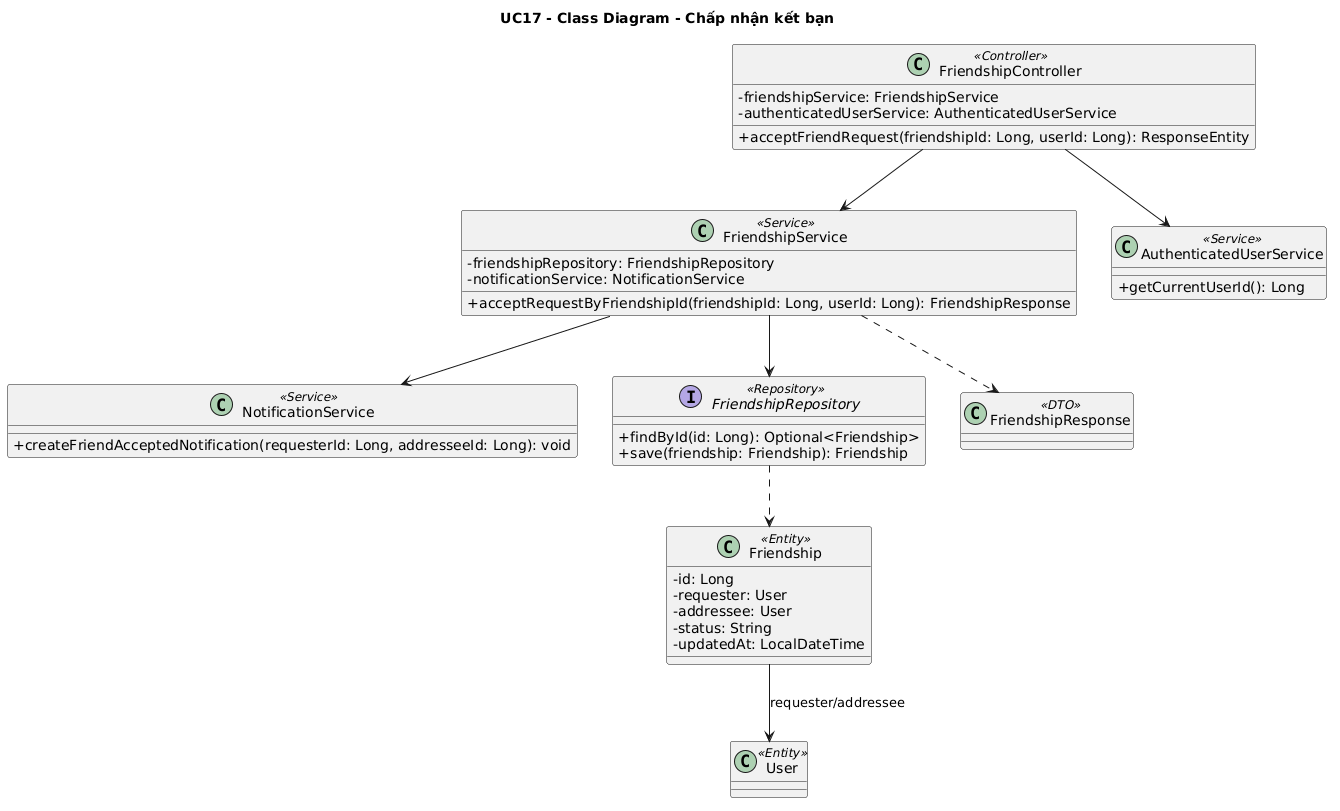 UC17 - Class Diagram - Chấp nhận kết bạn
C
«Controller»
FriendshipController
-friendshipService: FriendshipService
-authenticatedUserService: AuthenticatedUserService
+acceptFriendRequest(friendshipId: Long, userId: Long): ResponseEntity
C
«Service»
FriendshipService
-friendshipRepository: FriendshipRepository
-notificationService: NotificationService
+acceptRequestByFriendshipId(friendshipId: Long, userId: Long): FriendshipResponse
C
«Service»
AuthenticatedUserService
+getCurrentUserId(): Long
C
«Service»
NotificationService
+createFriendAcceptedNotification(requesterId: Long, addresseeId: Long): void
I
«Repository»
FriendshipRepository
+findById(id: Long): Optional<Friendship>
+save(friendship: Friendship): Friendship
C
«DTO»
FriendshipResponse
C
«Entity»
Friendship
-id: Long
-requester: User
-addressee: User
-status: String
-updatedAt: LocalDateTime
requester/addressee
C
«Entity»
User